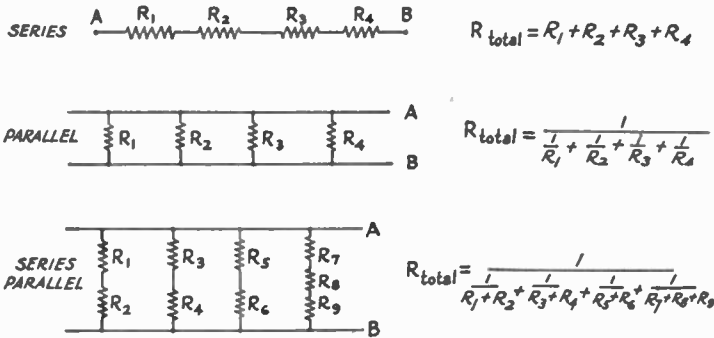 A R₁ R₂ R₃ R₄ B
SERIES
R total = R₁ + R₂ + R₃ + R₄
A
PARALLEL R₁ R₂ R₃ R₄
B
R total = 1 / (1/R₁ + 1/R₂ + 1/R₃ + 1/R₄)
A
SERIES PARALLEL
R₁ R₃ R₅ R₇
R₈
R₂ R₄ R₆ R₉
B
R total = 1 / (1/(R₁+R₂) + 1/(R₃+R₄) + 1/(R₅+R₆) + 1/(R₇+R₈+R₉))